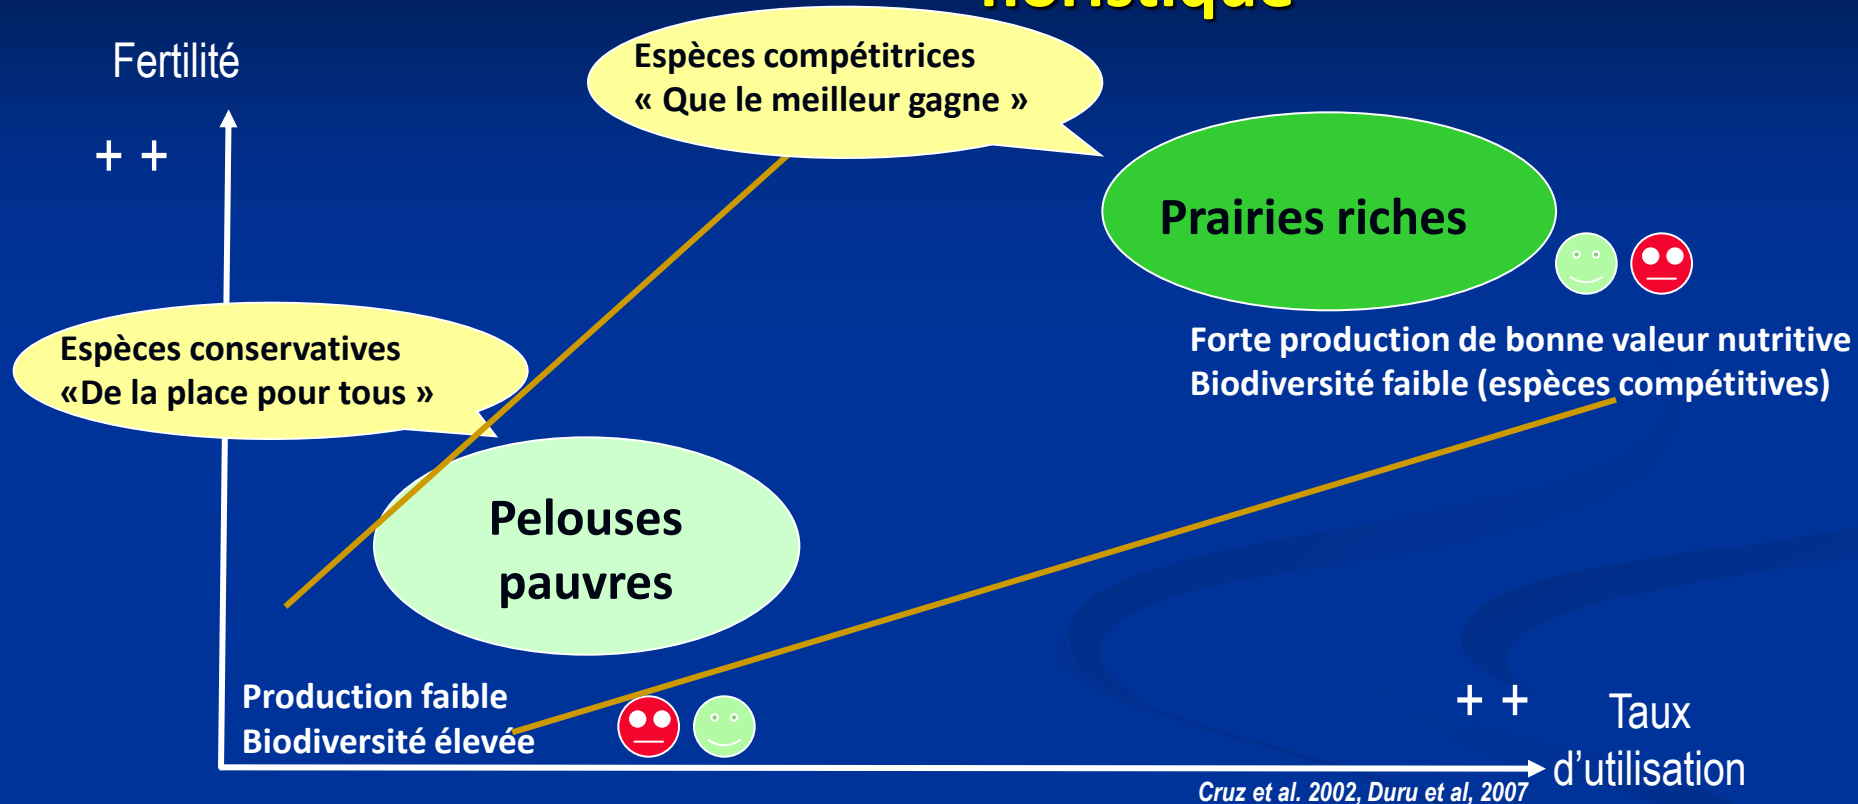 Fertilité
+ +
Espèces compétitrices
« Que le meilleur gagne »
Prairies riches
Espèces conservatives
«De la place pour tous »
Forte production de bonne valeur nutritive
Biodiversité faible (espèces compétitives)
Pelouses
pauvres
Production faible
Biodiversité élevée
+ +
Taux
d'utilisation
Cruz et al. 2002, Duru et al, 2007